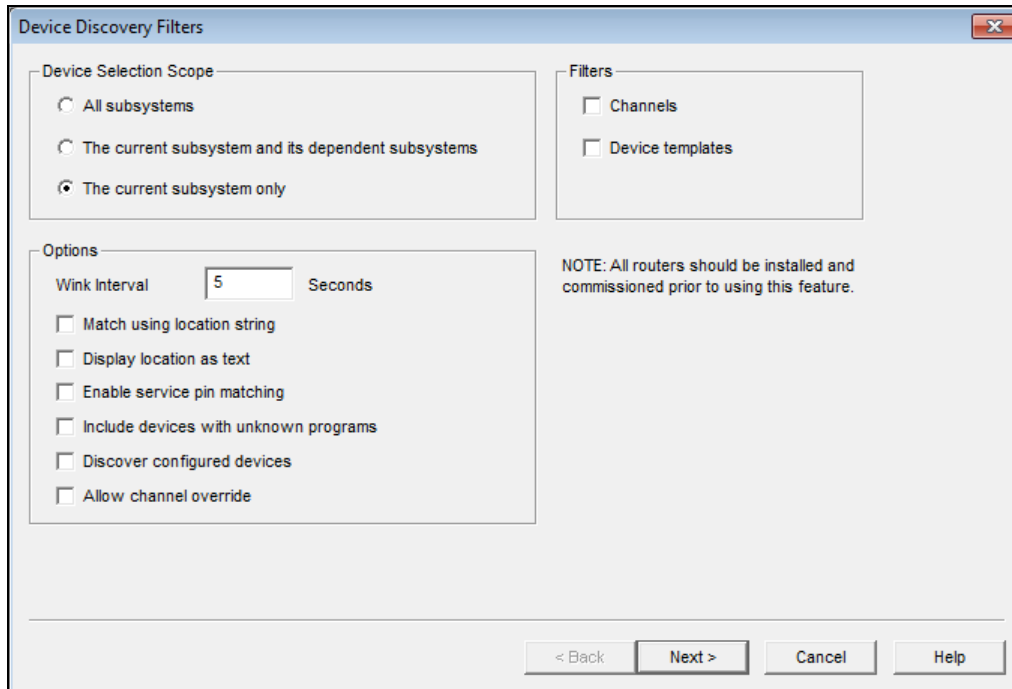 Device Discovery Filters
Device Selection Scope
All subsystems
The current subsystem and its dependent subsystems
The current subsystem only
Filters
Channels
Device templates
Options
Wink Interval 5 Seconds
Match using location string
Display location as text
Enable service pin matching
Include devices with unknown programs
Discover configured devices
Allow channel override
NOTE: All routers should be installed and
commissioned prior to using this feature.
< Back Next > Cancel Help